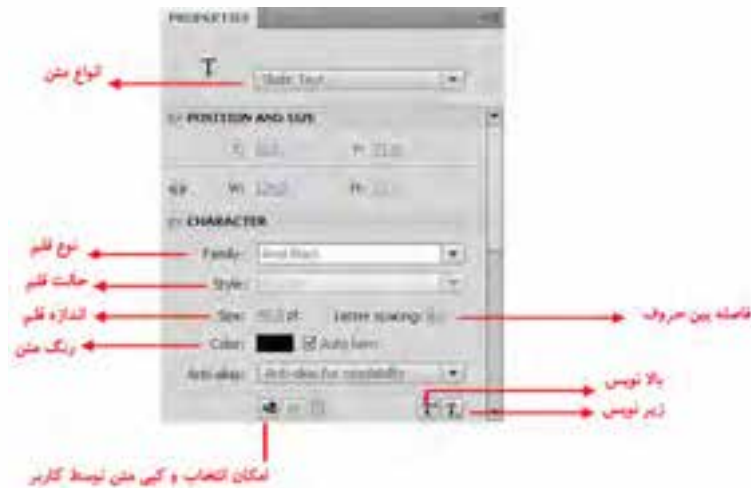 PROPERTIES
T
انواع متن
Static Text
POSITION AND SIZE
X:
Y:
W:
H:
CHARACTER
نوع قلم
Family: Arial Black
حالت قلم
Style:
اندازه قلم
Size: pt Letter spacing:
فاصله بین حروف
رنگ متن
Color: Auto kern
Anti-alias: Anti-alias for readability
بالا نویس
زیر نویس
امکان انتخاب و کپی متن توسط کاربر